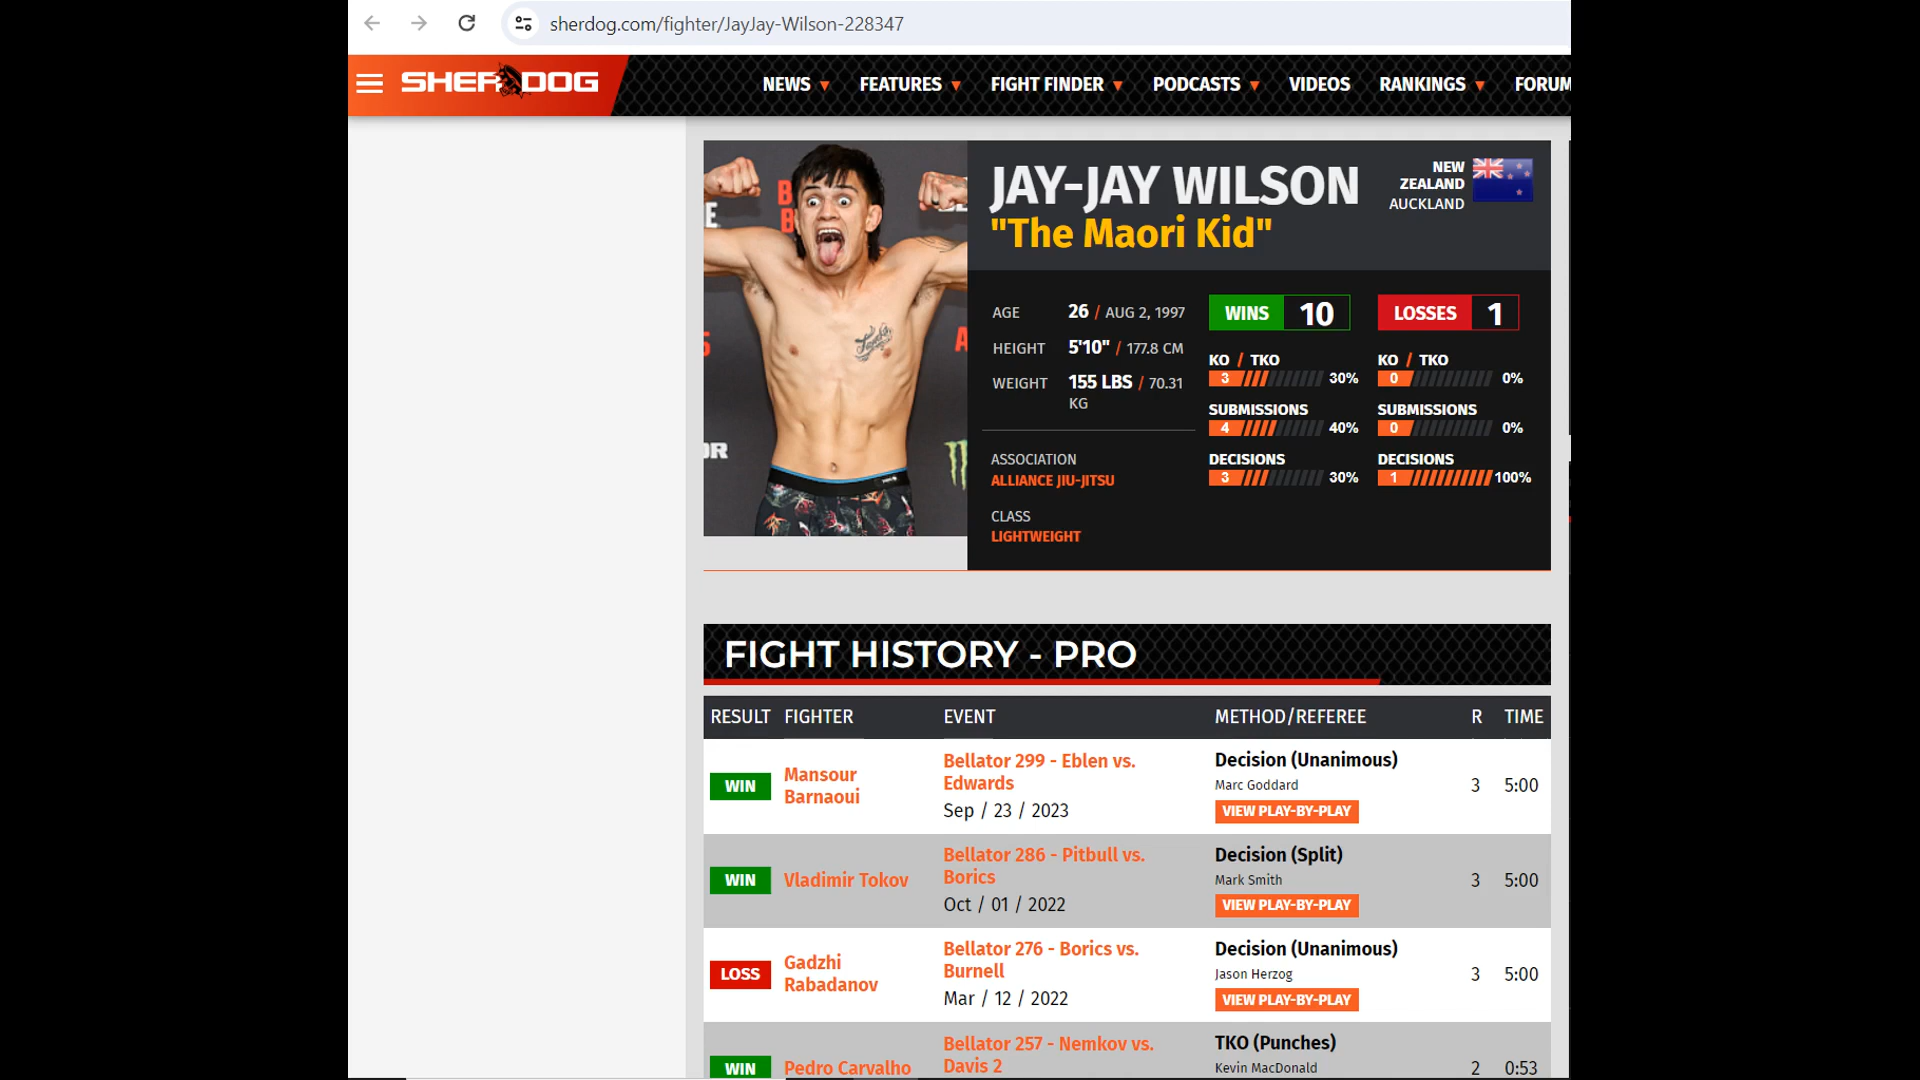 sherdog.com/fighter/JayJay-Wilson-228347
SHERDOG
NEWS ▼ FEATURES ▼ FIGHT FINDER ▼ PODCASTS ▼ VIDEOS RANKINGS ▼ FORUM
JAY-JAY WILSON
"The Maori Kid"
NEW
ZEALAND
AUCKLAND
AGE 26 / AUG 2, 1997
HEIGHT 5'10" / 177.8 CM
WEIGHT 155 LBS / 70.31
KG
ASSOCIATION
ALLIANCE JIU-JITSU
CLASS
LIGHTWEIGHT
WINS 10
KO / TKO
3 30%
SUBMISSIONS
4 40%
DECISIONS
3 30%
LOSSES 1
KO / TKO
0 0%
SUBMISSIONS
0 0%
DECISIONS
1 100%
FIGHT HISTORY - PRO
RESULT FIGHTER EVENT METHOD/REFEREE R TIME
WIN
Mansour
Barnaoui
Bellator 299 - Eblen vs.
Edwards
Sep / 23 / 2023
Decision (Unanimous)
Marc Goddard
VIEW PLAY-BY-PLAY
3 5:00
WIN
Vladimir Tokov
Bellator 286 - Pitbull vs.
Borics
Oct / 01 / 2022
Decision (Split)
Mark Smith
VIEW PLAY-BY-PLAY
3 5:00
LOSS
Gadzhi
Rabadanov
Bellator 276 - Borics vs.
Burnell
Mar / 12 / 2022
Decision (Unanimous)
Jason Herzog
VIEW PLAY-BY-PLAY
3 5:00
WIN
Pedro Carvalho
Bellator 257 - Nemkov vs.
Davis 2
TKO (Punches)
Kevin MacDonald
2 0:53